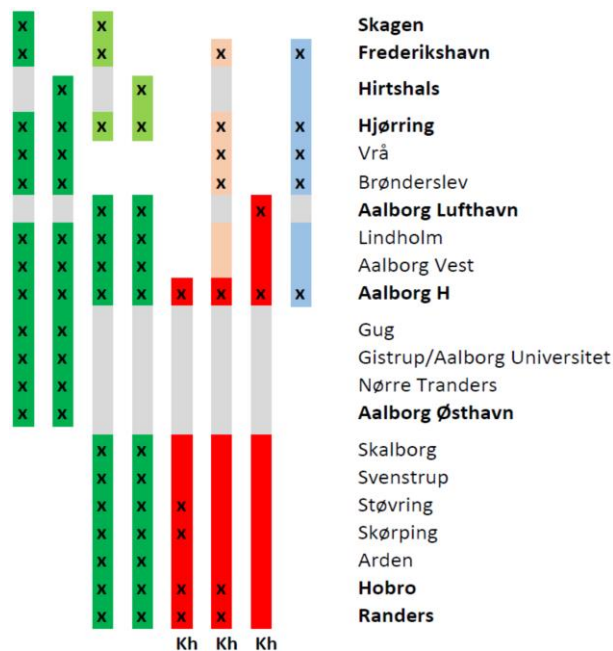 x x Skagen
x x x x Frederikshavn
x x Hirtshals
x x x x x x Hjørring
x x x x Vrå
x x x x Brønderslev
x x x Aalborg Lufthavn
x x x x Lindholm
x x x x Aalborg Vest
x x x x x x x x Aalborg H
x x Gug
x x Gistrup/Aalborg Universitet
x x Nørre Tranders
x x Aalborg Østhavn
x x Skalborg
x x Svenstrup
x x x Støvring
x x x Skørping
x x Arden
x x x x Hobro
x x x x Randers
Kh Kh Kh